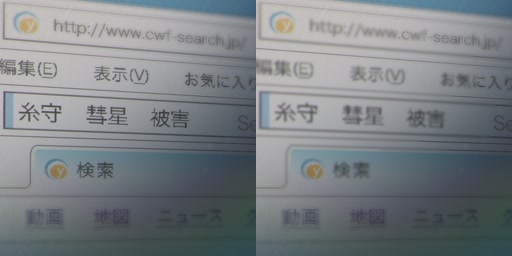 http://www.cwf-search.jp/ http://www.cwf-search.jp/
編集(E) 表示(V) お気に入り 編集(E) 表示(V) お気に入り
糸守 彗星 被害 Se 糸守 彗星 被害 Se
y 検索 y 検索
動画 地図 ニュース 動画 地図 ニュース